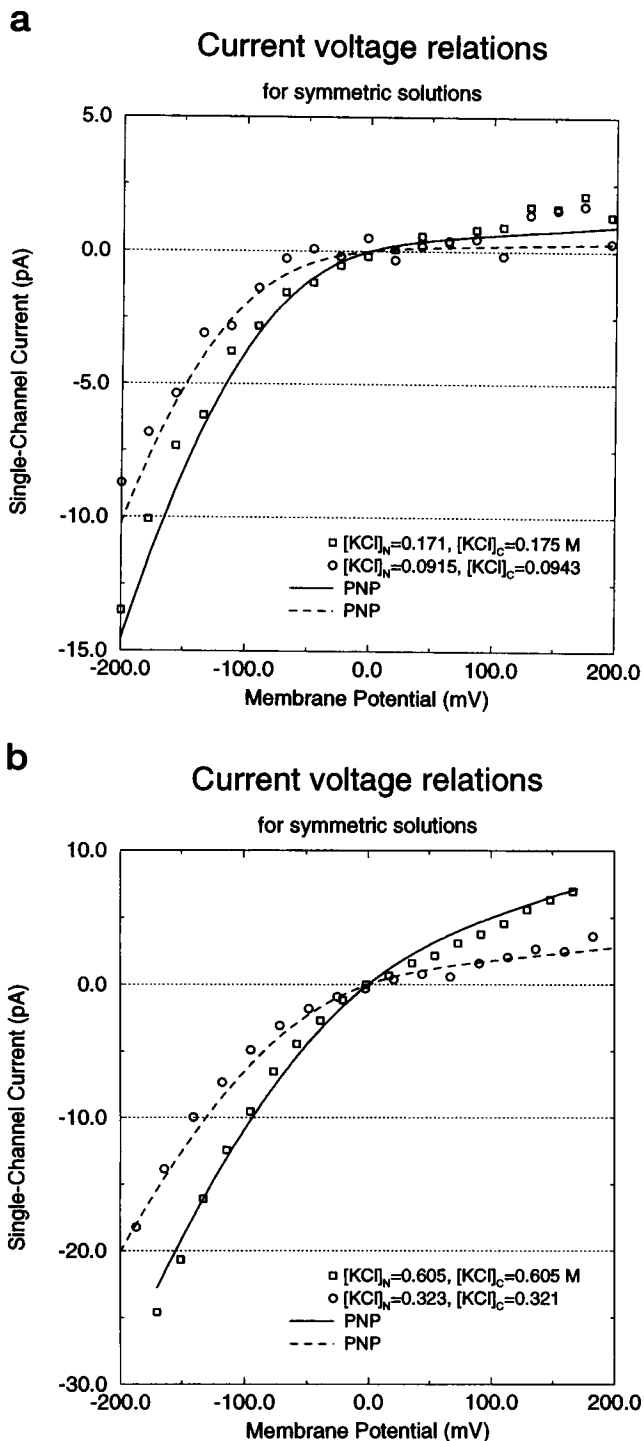 a
Current voltage relations
for symmetric solutions
5.0
0.0
-5.0
-10.0
-15.0
Single-Channel Current (pA)
[KCl]N=0.171, [KCl]C=0.175 M
[KCl]N=0.0915, [KCl]C=0.0943
PNP
PNP
-200.0 -100.0 0.0 100.0 200.0
Membrane Potential (mV)
b
Current voltage relations
for symmetric solutions
10.0
0.0
-10.0
-20.0
-30.0
Single-Channel Current (pA)
[KCl]N=0.605, [KCl]C=0.605 M
[KCl]N=0.323, [KCl]C=0.321
PNP
PNP
-200.0 -100.0 0.0 100.0 200.0
Membrane Potential (mV)